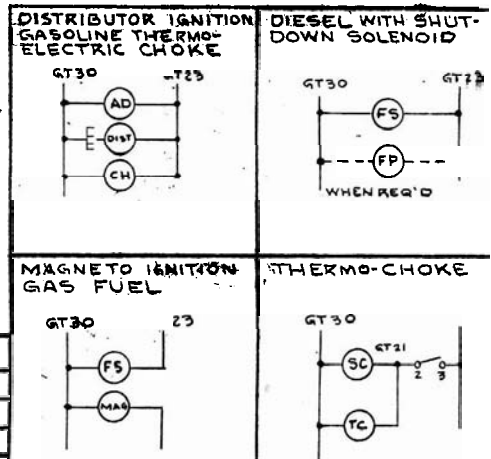 DISTRIBUTOR IGNITION
GASOLINE THERMO-
ELECTRIC CHOKE
GT30
T23
AD
DIST
CH
DIESEL WITH SHUT-
DOWN SOLENOID
GT30
GT23
FS
FP
WHEN REQ'D
MAGNETO IGNITION
GAS FUEL
GT30
23
FS
MAG
THERMO-CHOKE
GT30
SC
GT21
2 3
TC